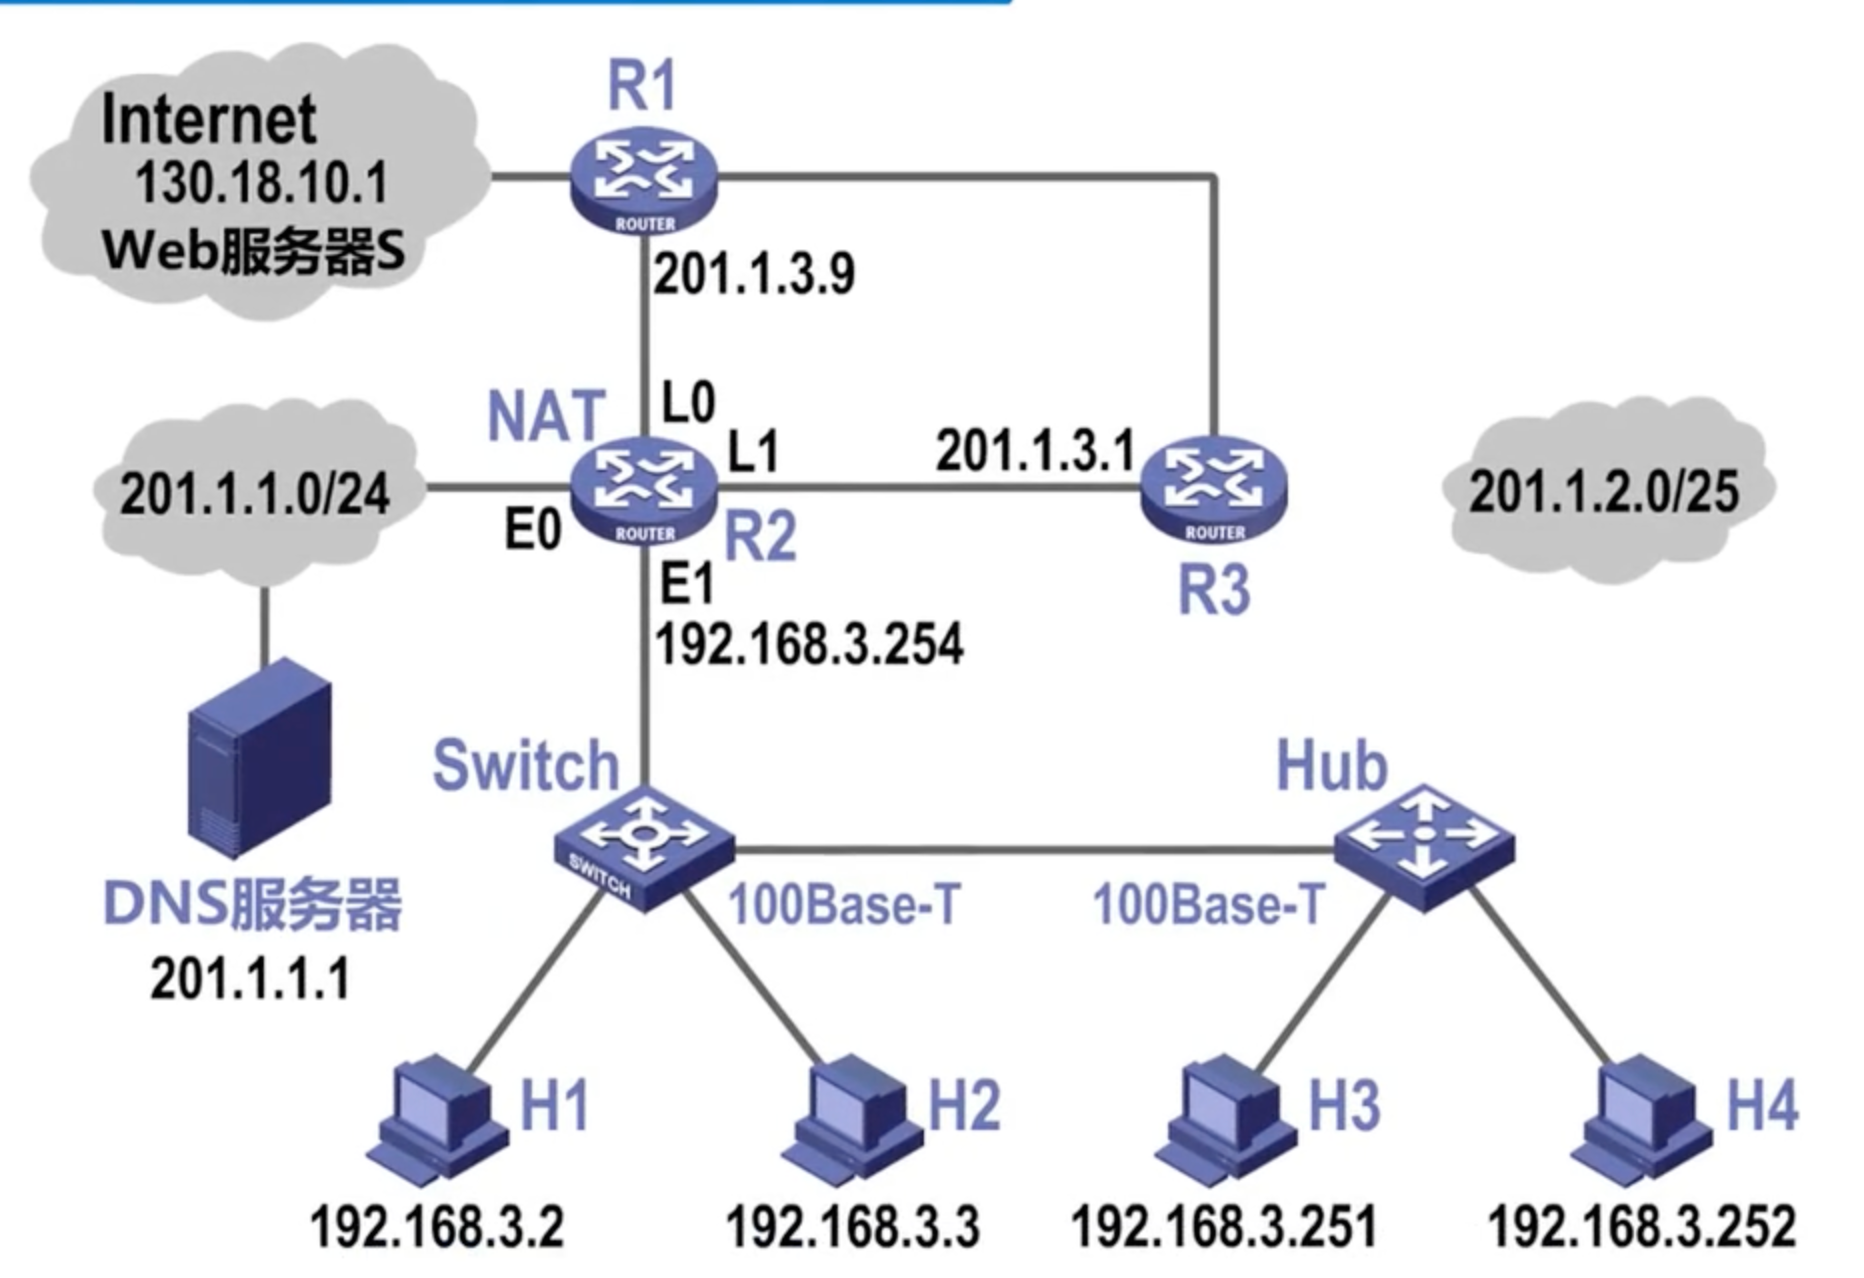 R1
Internet
130.18.10.1
Web服务器S
ROUTER
201.1.3.9
NAT
L0
L1
201.1.3.1
201.1.1.0/24
201.1.2.0/25
E0
ROUTER
R2
ROUTER
E1
R3
192.168.3.254
Switch
Hub
SWITCH
100Base-T
100Base-T
DNS服务器
201.1.1.1
H1
H2
H3
H4
192.168.3.2
192.168.3.3
192.168.3.251
192.168.3.252